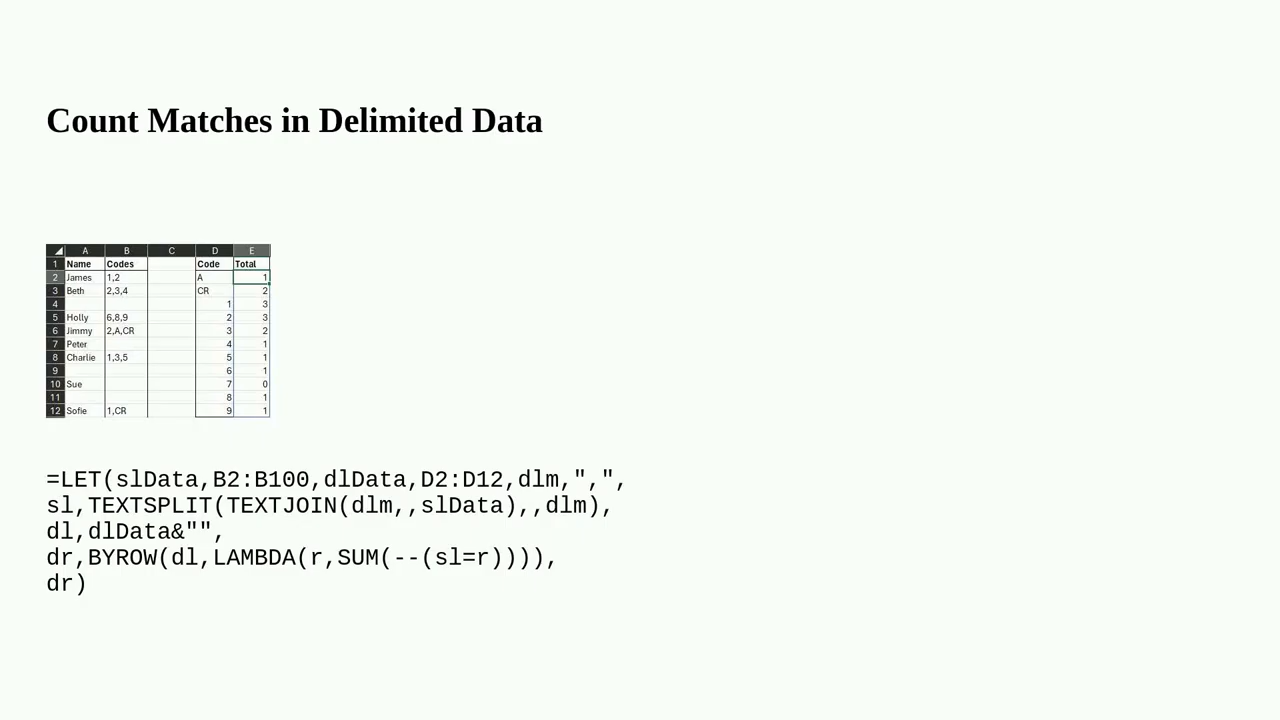 Count Matches in Delimited Data
A B C D E
1 Name Codes Code Total
2 James 1,2 A 1
3 Beth 2,3,4 CR 2
4 1 3
5 Holly 6,8,9 2 3
6 Jimmy 2,A,CR 3 2
7 Peter 4 1
8 Charlie 1,3,5 5 1
9 6 1
10 Sue 7 0
11 8 1
12 Sofie 1,CR 9 1
=LET(slData,B2:B100,dlData,D2:D12,dlm,",",
sl,TEXTSPLIT(TEXTJOIN(dlm,,slData),,dlm),
dl,dlData&"",
dr,BYROW(dl,LAMBDA(r,SUM(--(sl=r)))),
dr)